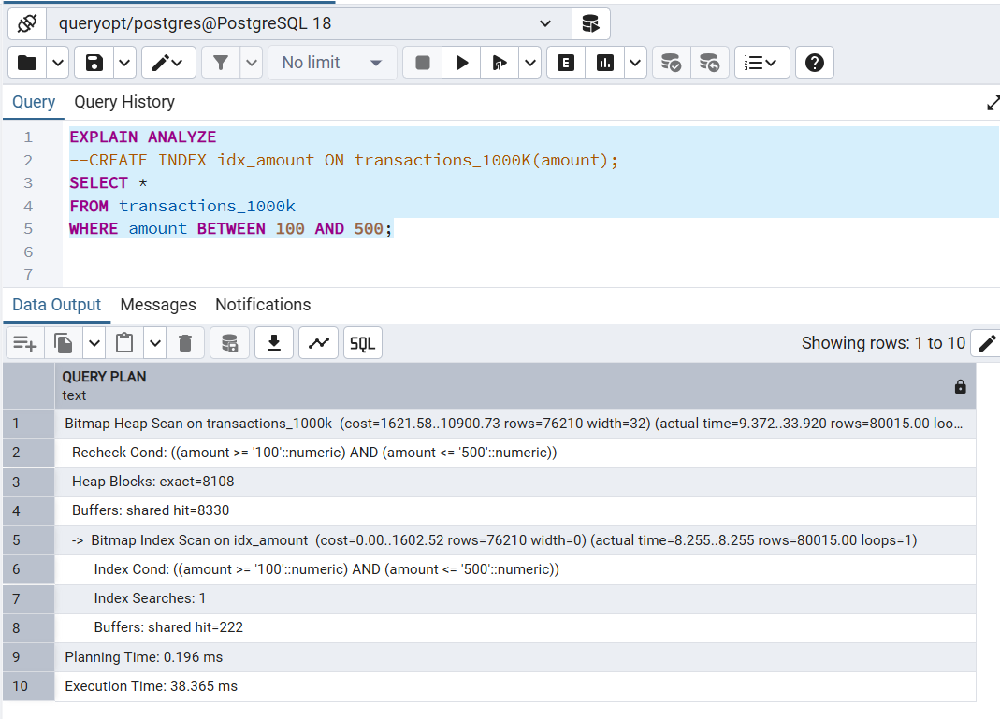 queryopt/postgres@PostgreSQL 18
No limit
E
Query Query History
1 EXPLAIN ANALYZE
2 --CREATE INDEX idx_amount ON transactions_1000K(amount);
3 SELECT *
4 FROM transactions_1000k
5 WHERE amount BETWEEN 100 AND 500;
6
7
Data Output Messages Notifications
SQL Showing rows: 1 to 10
QUERY PLAN
text
1 Bitmap Heap Scan on transactions_1000k (cost=1621.58..10900.73 rows=76210 width=32) (actual time=9.372..33.920 rows=80015.00 loo...
2 Recheck Cond: ((amount >= '100'::numeric) AND (amount <= '500'::numeric))
3 Heap Blocks: exact=8108
4 Buffers: shared hit=8330
5 -> Bitmap Index Scan on idx_amount (cost=0.00..1602.52 rows=76210 width=0) (actual time=8.255..8.255 rows=80015.00 loops=1)
6 Index Cond: ((amount >= '100'::numeric) AND (amount <= '500'::numeric))
7 Index Searches: 1
8 Buffers: shared hit=222
9 Planning Time: 0.196 ms
10 Execution Time: 38.365 ms